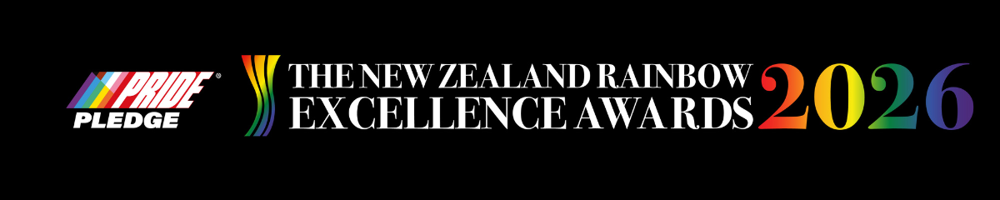 PRIDE®
PLEDGE
THE NEW ZEALAND RAINBOW
EXCELLENCE AWARDS
2026